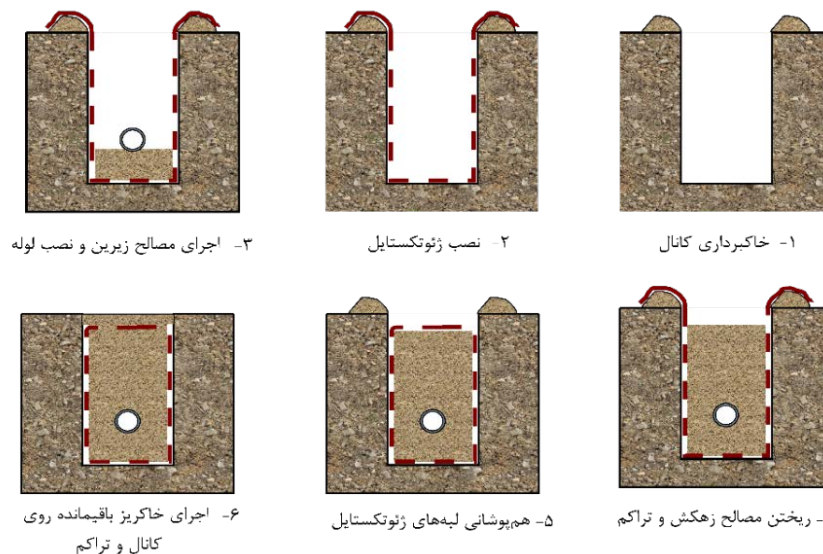 ۱- خاکبرداری کانال
۲- نصب ژئوتکستایل
۳- اجرای مصالح زیرین و نصب لوله
- ریختن مصالح زهکش و تراکم
۵- هم‌پوشانی لبه‌های ژئوتکستایل
۶- اجرای خاکریز باقیمانده روی
کانال و تراکم